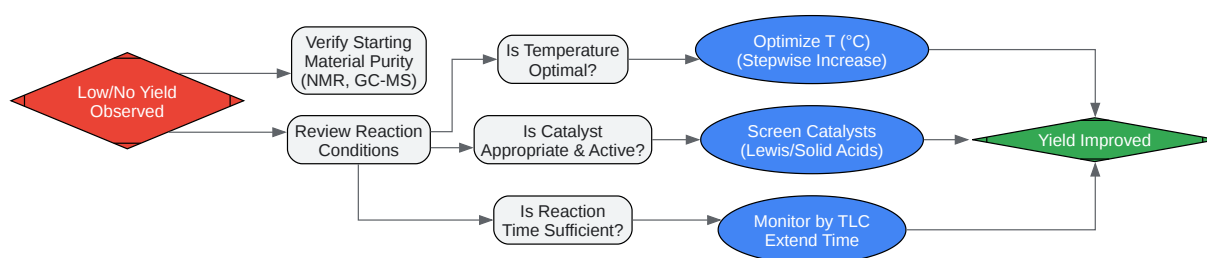 Low/No Yield
Observed
Verify Starting
Material Purity
(NMR, GC-MS)
Review Reaction
Conditions
Is Temperature
Optimal?
Is Catalyst
Appropriate & Active?
Is Reaction
Time Sufficient?
Optimize T (°C)
(Stepwise Increase)
Screen Catalysts
(Lewis/Solid Acids)
Monitor by TLC
Extend Time
Yield Improved